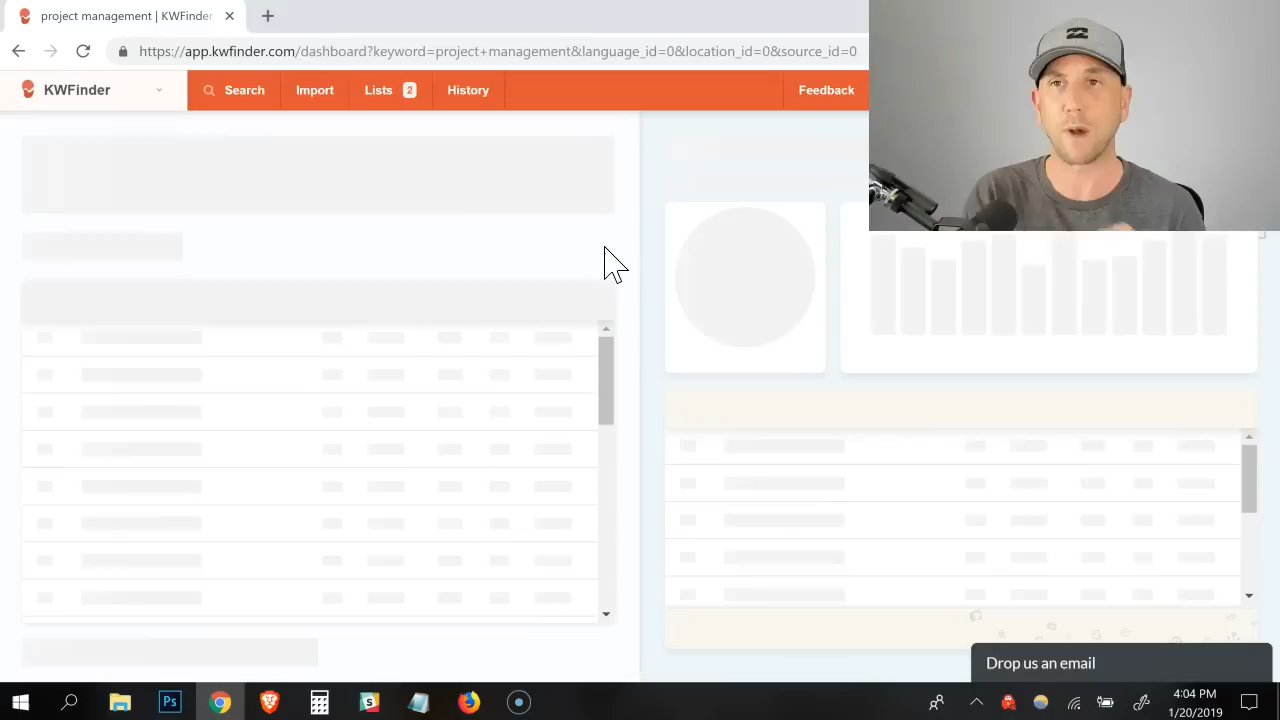 project management | KWFinder
https://app.kwfinder.com/dashboard?keyword=project+management&language_id=0&location_id=0&source_id=0
KWFinder
Search
Import
Lists 2
History
Feedback
Drop us an email
Ps
4:04 PM
1/20/2019